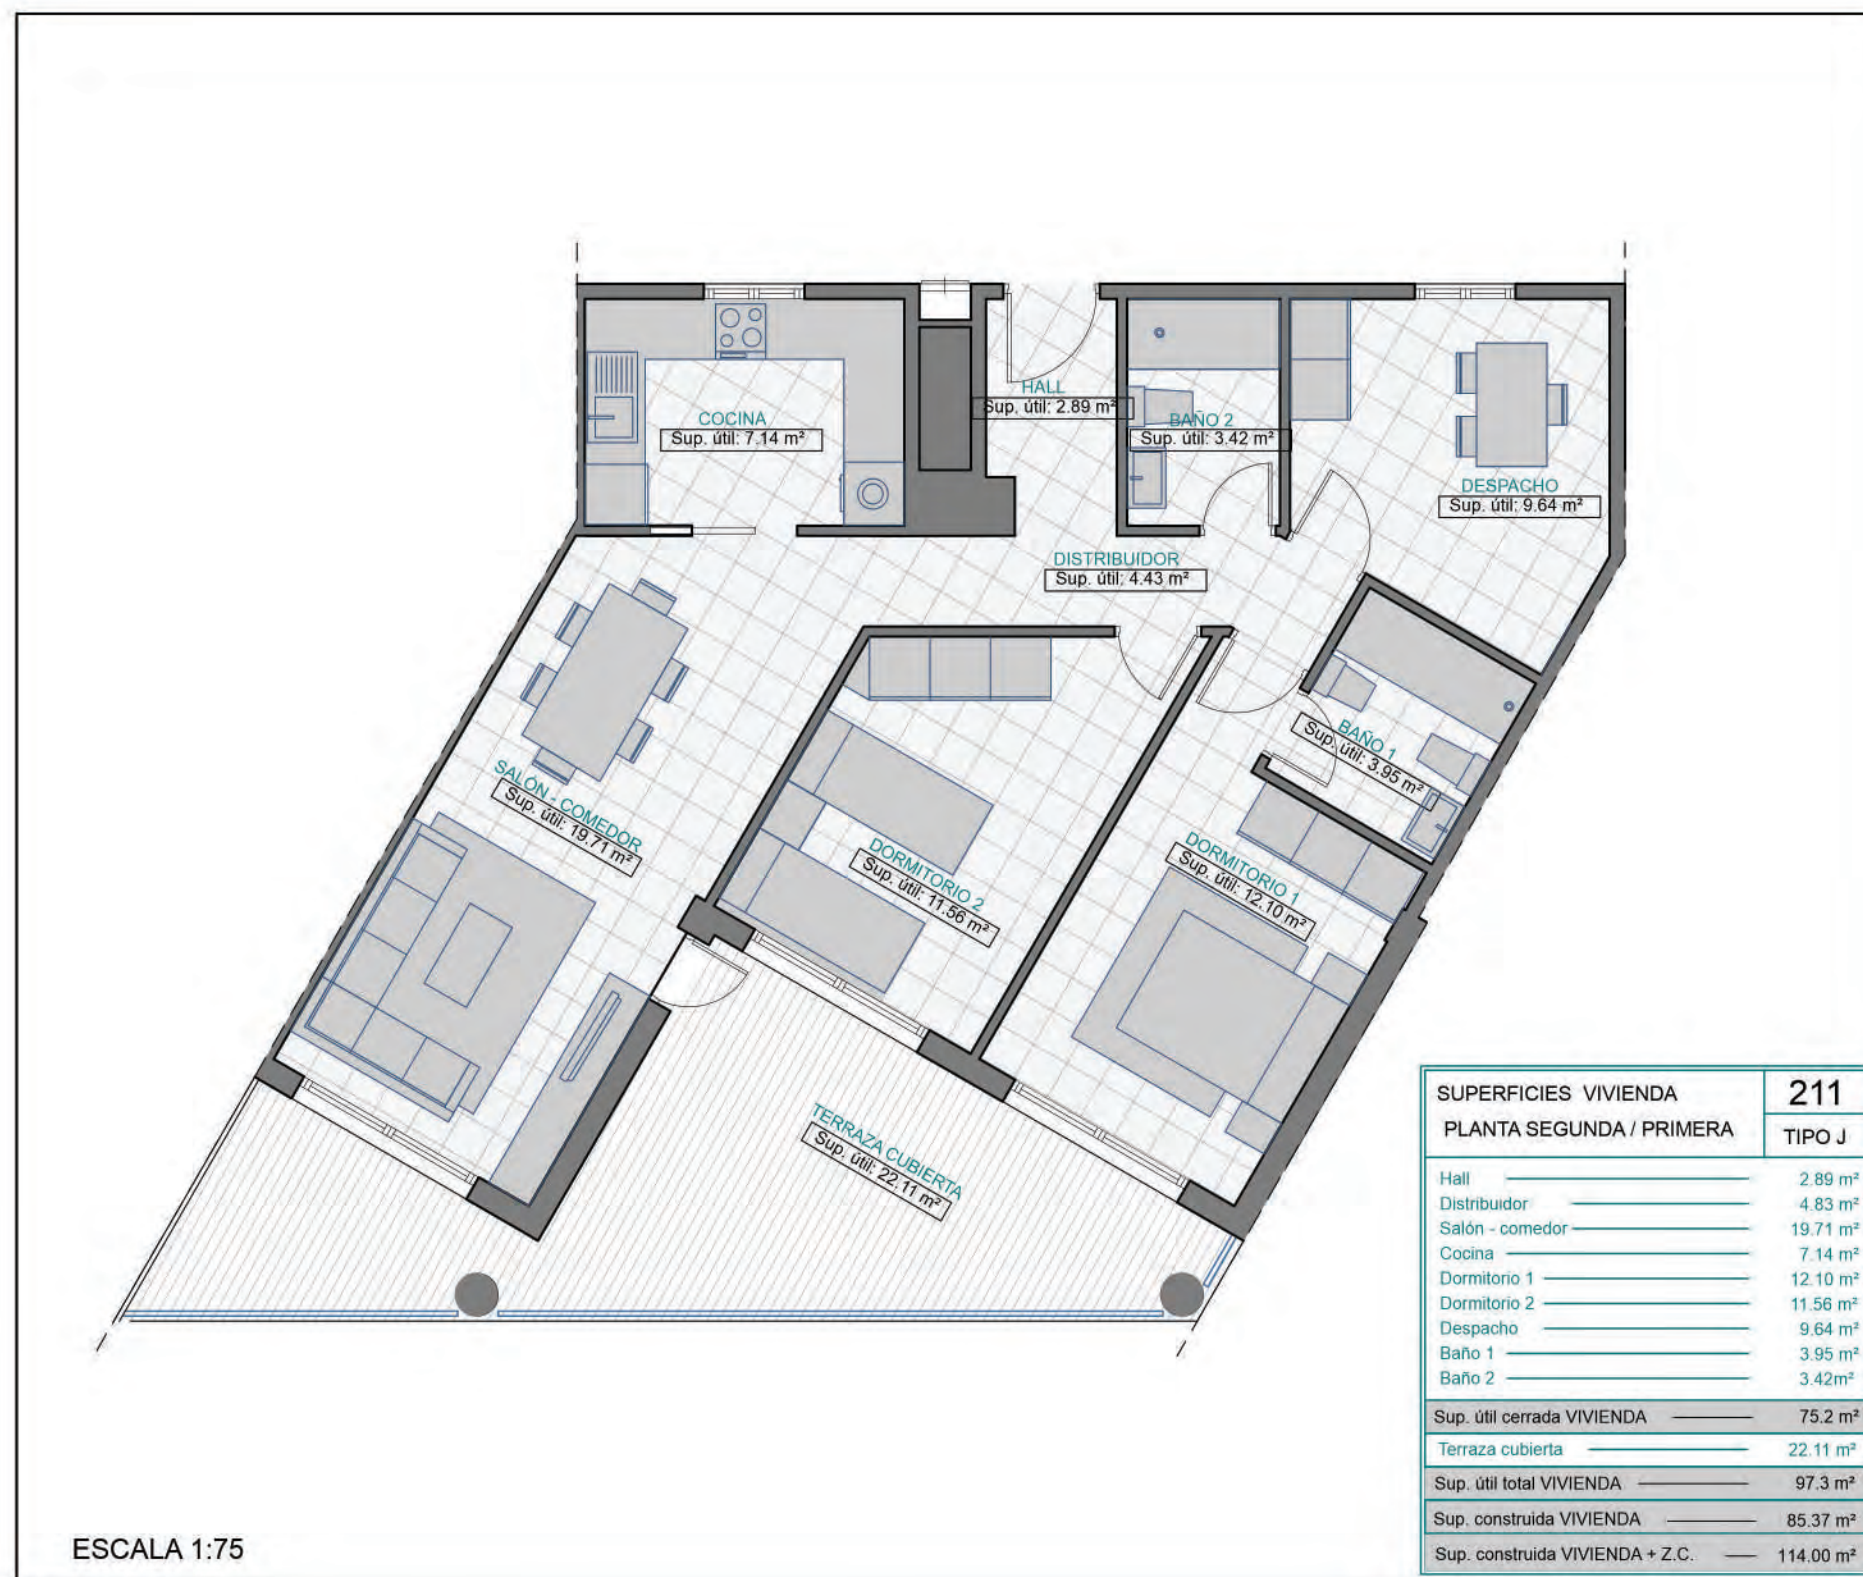 HALL
Sup. útil: 2.89 m²
COCINA
Sup. útil: 7.14 m²
BAÑO 2
Sup. útil: 3.42 m²
DESPACHO
Sup. útil: 9.64 m²
DISTRIBUIDOR
Sup. útil: 4.43 m²
BAÑO 1
Sup. útil: 3.95 m²
SALÓN - COMEDOR
Sup. útil: 19.71 m²
DORMITORIO 2
Sup. útil: 11.56 m²
DORMITORIO 1
Sup. útil: 12.10 m²
TERRAZA CUBIERTA
Sup. útil: 22.11 m²
SUPERFICIES VIVIENDA 211
PLANTA SEGUNDA / PRIMERA TIPO J
Hall 2.89 m²
Distribuidor 4.83 m²
Salón - comedor 19.71 m²
Cocina 7.14 m²
Dormitorio 1 12.10 m²
Dormitorio 2 11.56 m²
Despacho 9.64 m²
Baño 1 3.95 m²
Baño 2 3.42m²
Sup. útil cerrada VIVIENDA 75.2 m²
Terraza cubierta 22.11 m²
Sup. útil total VIVIENDA 97.3 m²
Sup. construida VIVIENDA 85.37 m²
Sup. construida VIVIENDA + Z.C. 114.00 m²
ESCALA 1:75